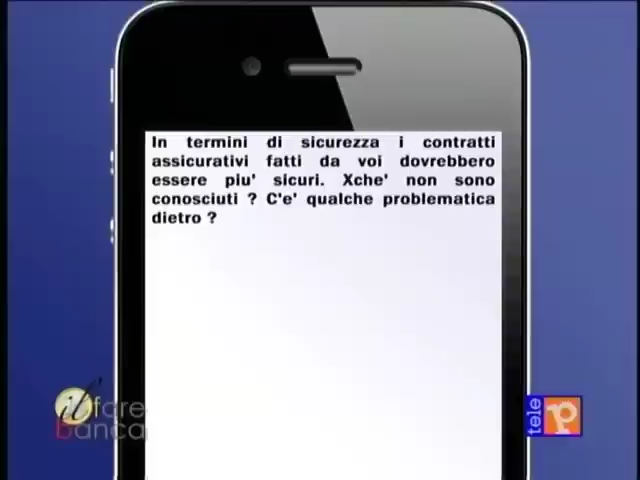 In termini di sicurezza i contratti
assicurativi fatti da voi dovrebbero
essere piu' sicuri. Xche' non sono
conosciuti ? C'e' qualche problematica
dietro ?
il fare
banca
tele
p